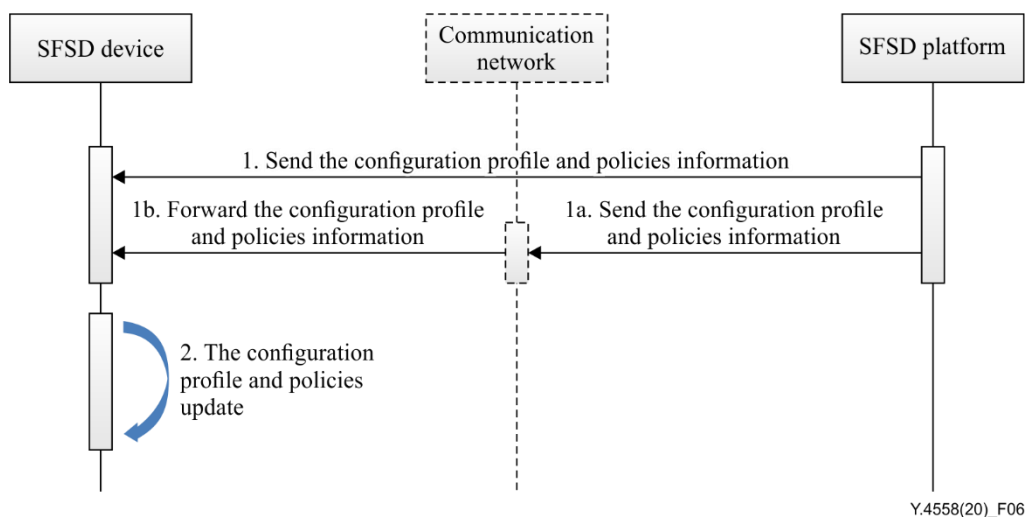 SFSD device
Communication
network
SFSD platform
1. Send the configuration profile and policies information
1b. Forward the configuration profile
and policies information
1a. Send the configuration profile
and policies information
2. The configuration
profile and policies
update
Y.4558(20)_F06